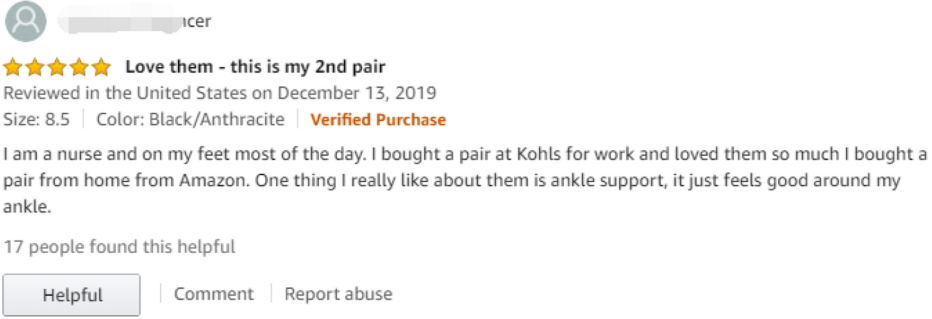 Love them - this is my 2nd pair
Reviewed in the United States on December 13, 2019
Size: 8.5 | Color: Black/Anthracite | Verified Purchase
I am a nurse and on my feet most of the day. I bought a pair at Kohls for work and loved them so much I bought a
pair from home from Amazon. One thing I really like about them is ankle support, it just feels good around my
ankle.
17 people found this helpful
Helpful | Comment | Report abuse